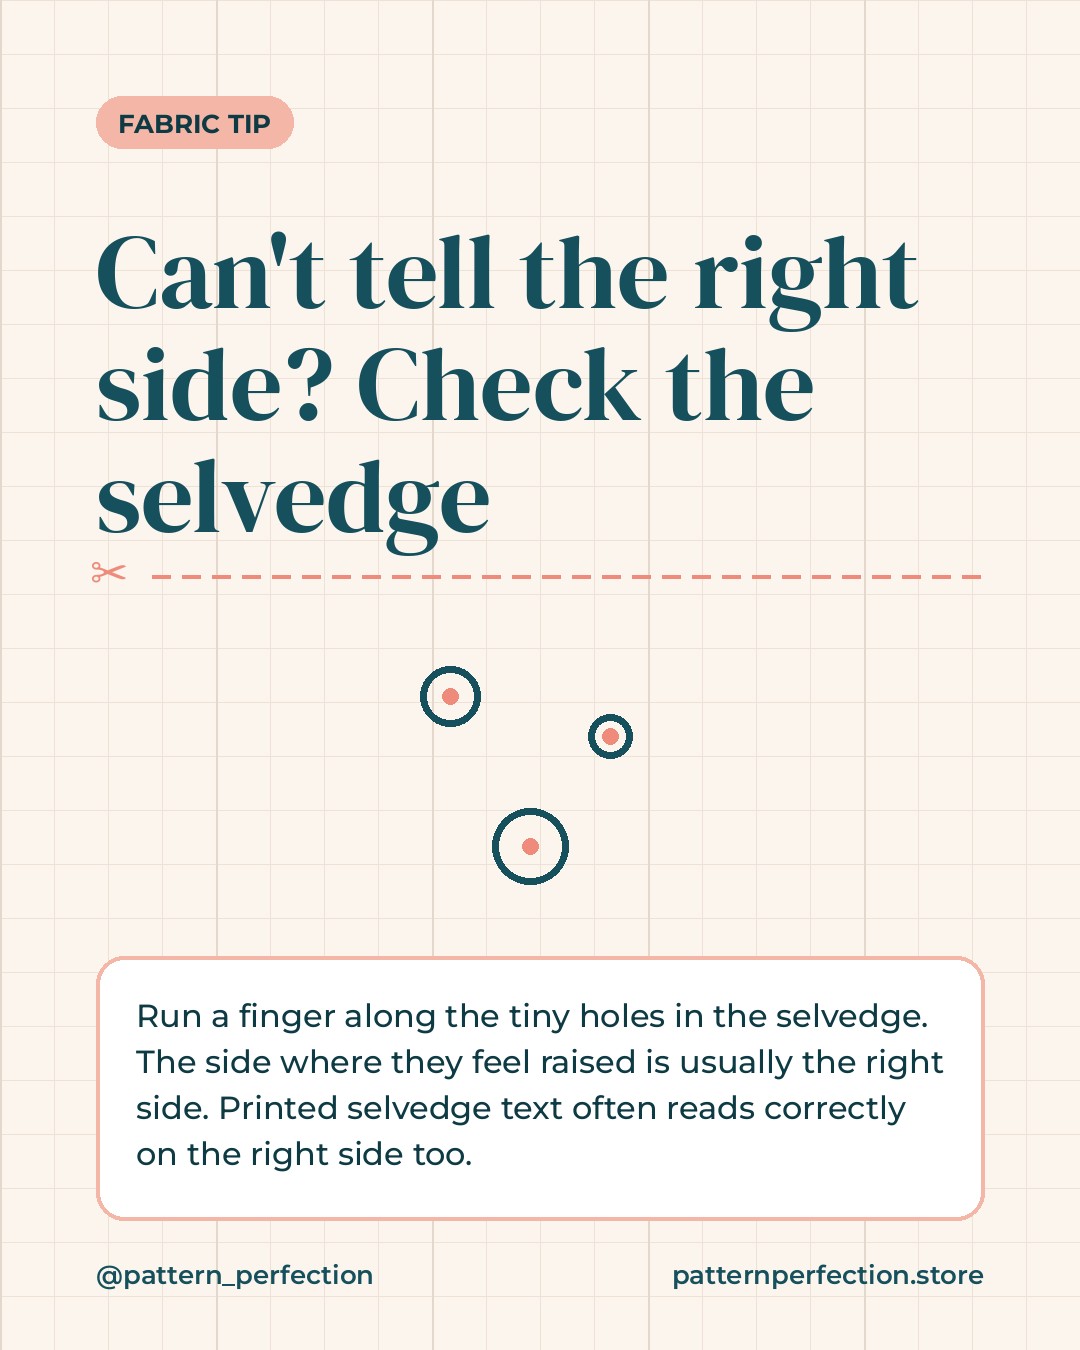 FABRIC TIP
Can't tell the right
side? Check the
selvedge
Run a finger along the tiny holes in the selvedge.
The side where they feel raised is usually the right
side. Printed selvedge text often reads correctly
on the right side too.
@pattern_perfection
patternperfection.store